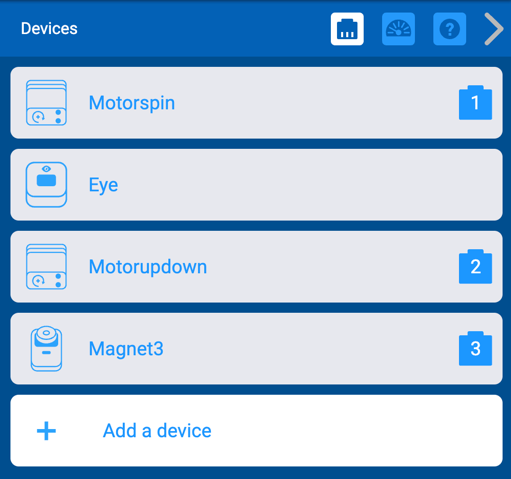 Devices
?
Motorspin
1
Eye
Motorupdown
2
Magnet3
3
+ Add a device